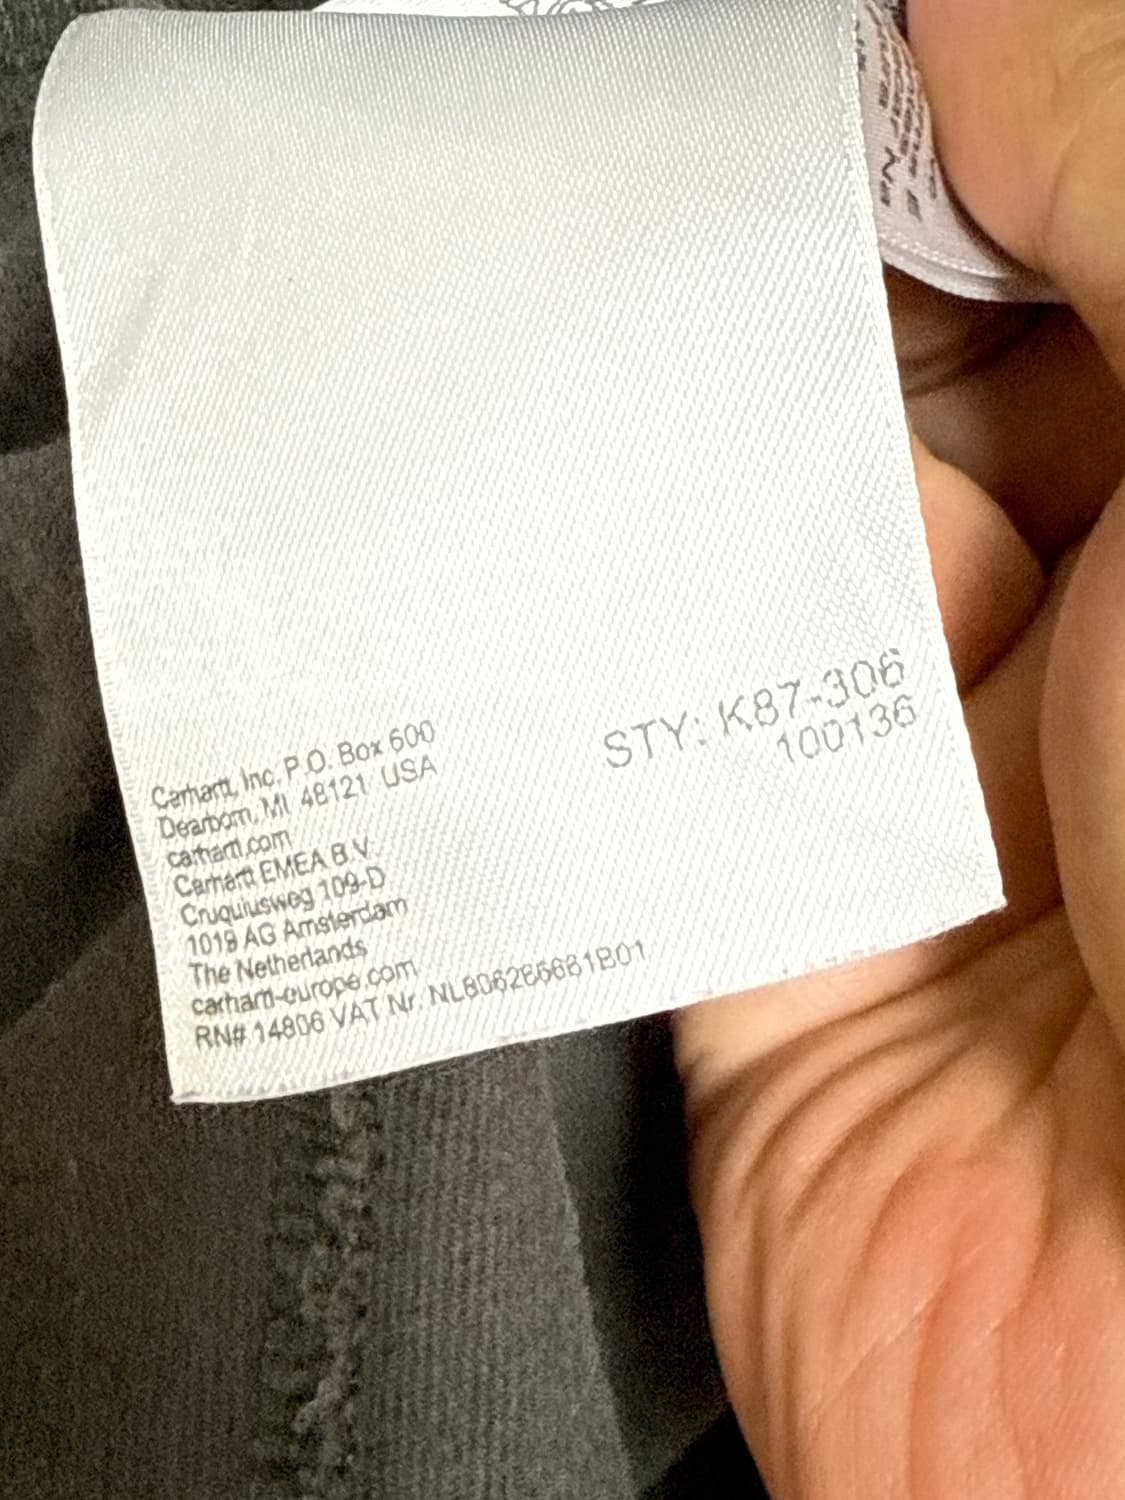 STY: K87-306
100136
Carhartt, Inc. P.O. Box 600
Dearborn, MI 48121 USA
carhartt.com
Carhartt EMEA B.V.
Cruquiusweg 109-D
1019 AG Amsterdam
The Netherlands
carhartt-europe.com
RN# 14806 VAT Nr. NL806286681B01